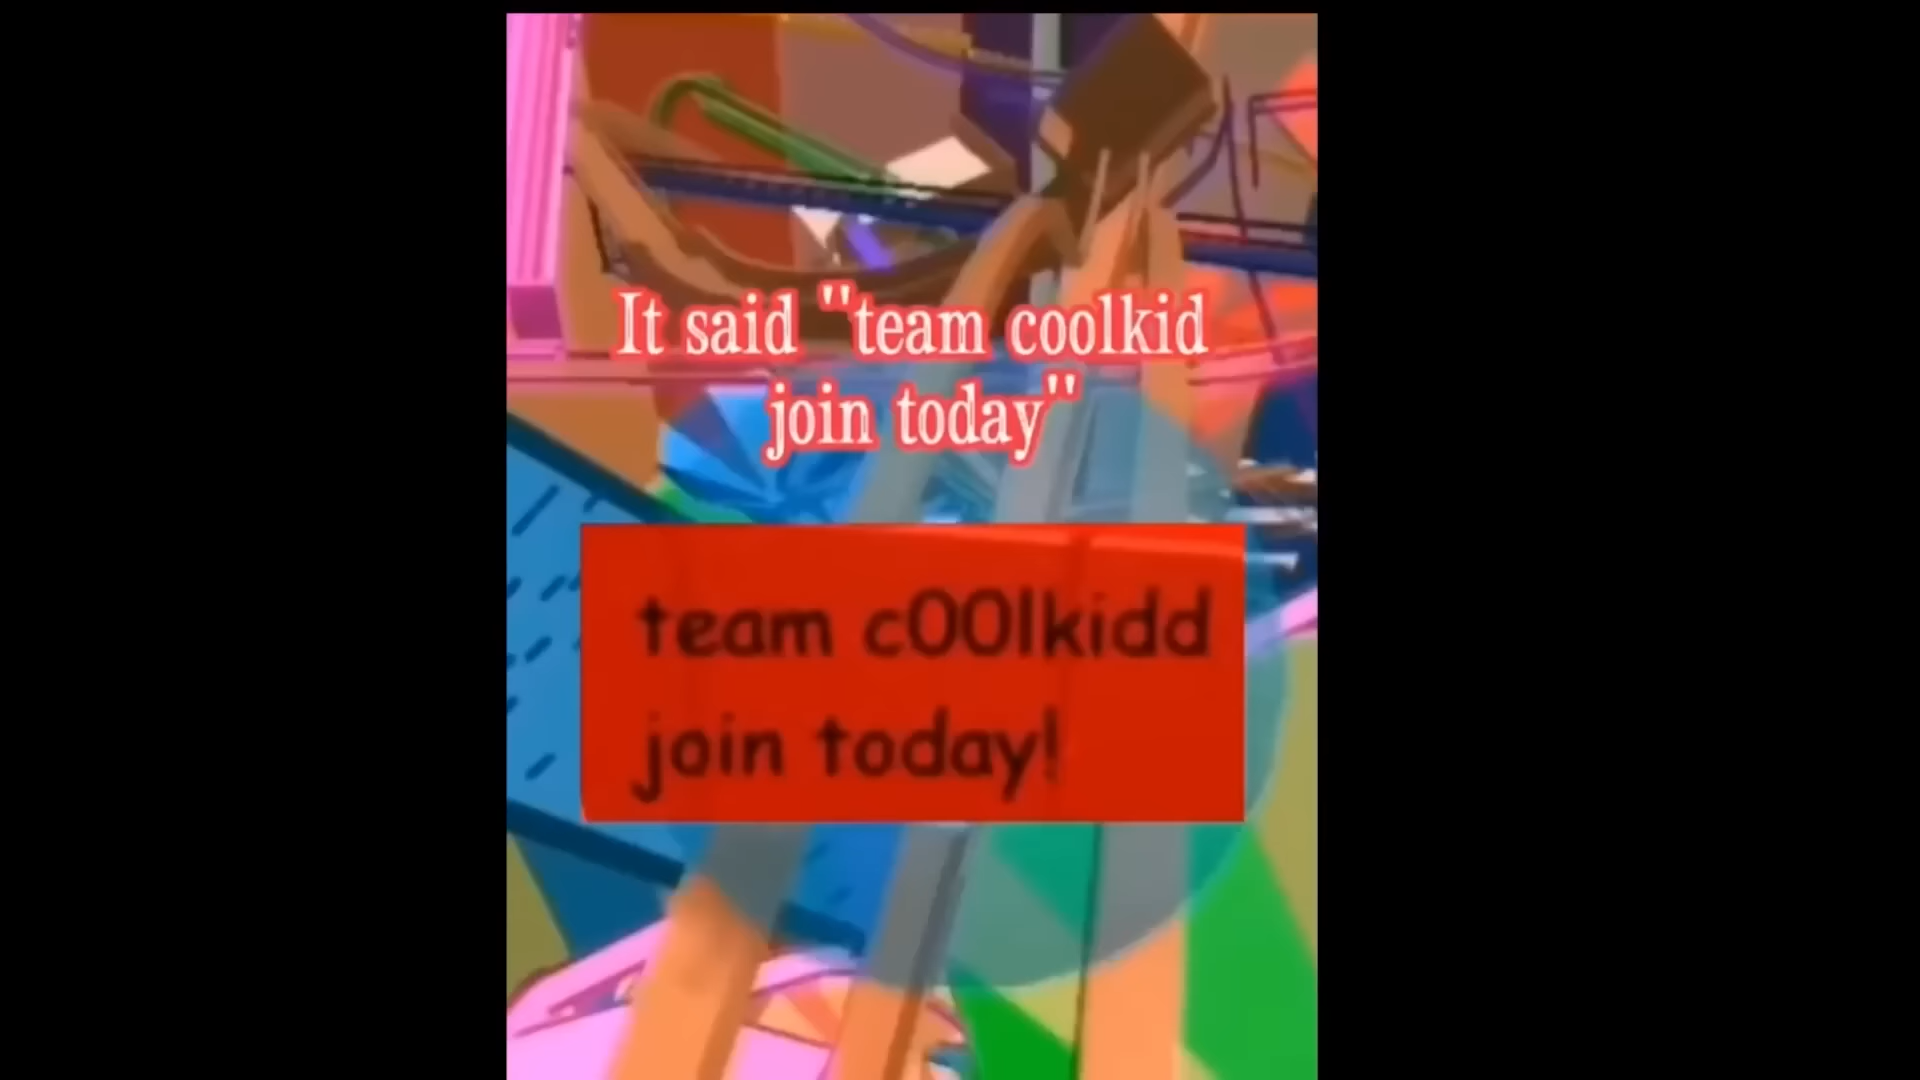 It said "team coolkid
join today"
team c00lkidd
join today!